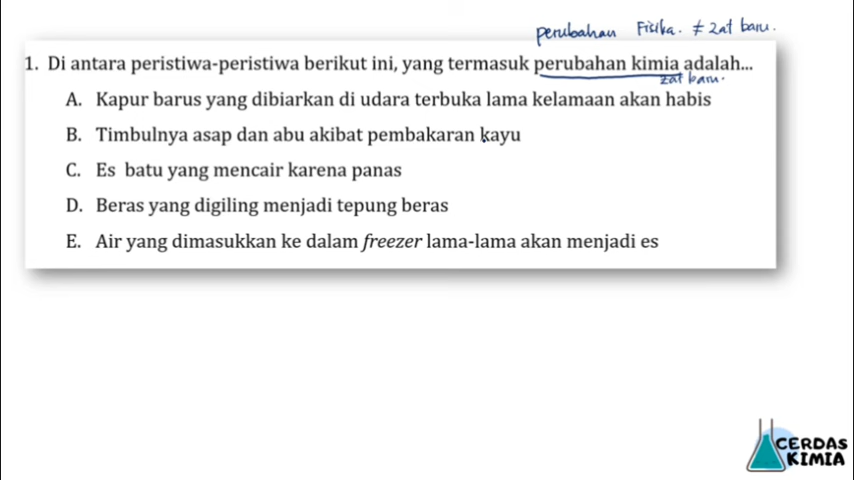 perubahan Fisika. ≠ zat baru.
1. Di antara peristiwa-peristiwa berikut ini, yang termasuk perubahan kimia adalah...
zat baru.
A. Kapur barus yang dibiarkan di udara terbuka lama kelamaan akan habis
B. Timbulnya asap dan abu akibat pembakaran kayu
C. Es batu yang mencair karena panas
D. Beras yang digiling menjadi tepung beras
E. Air yang dimasukkan ke dalam freezer lama-lama akan menjadi es
CERDAS
KIMIA